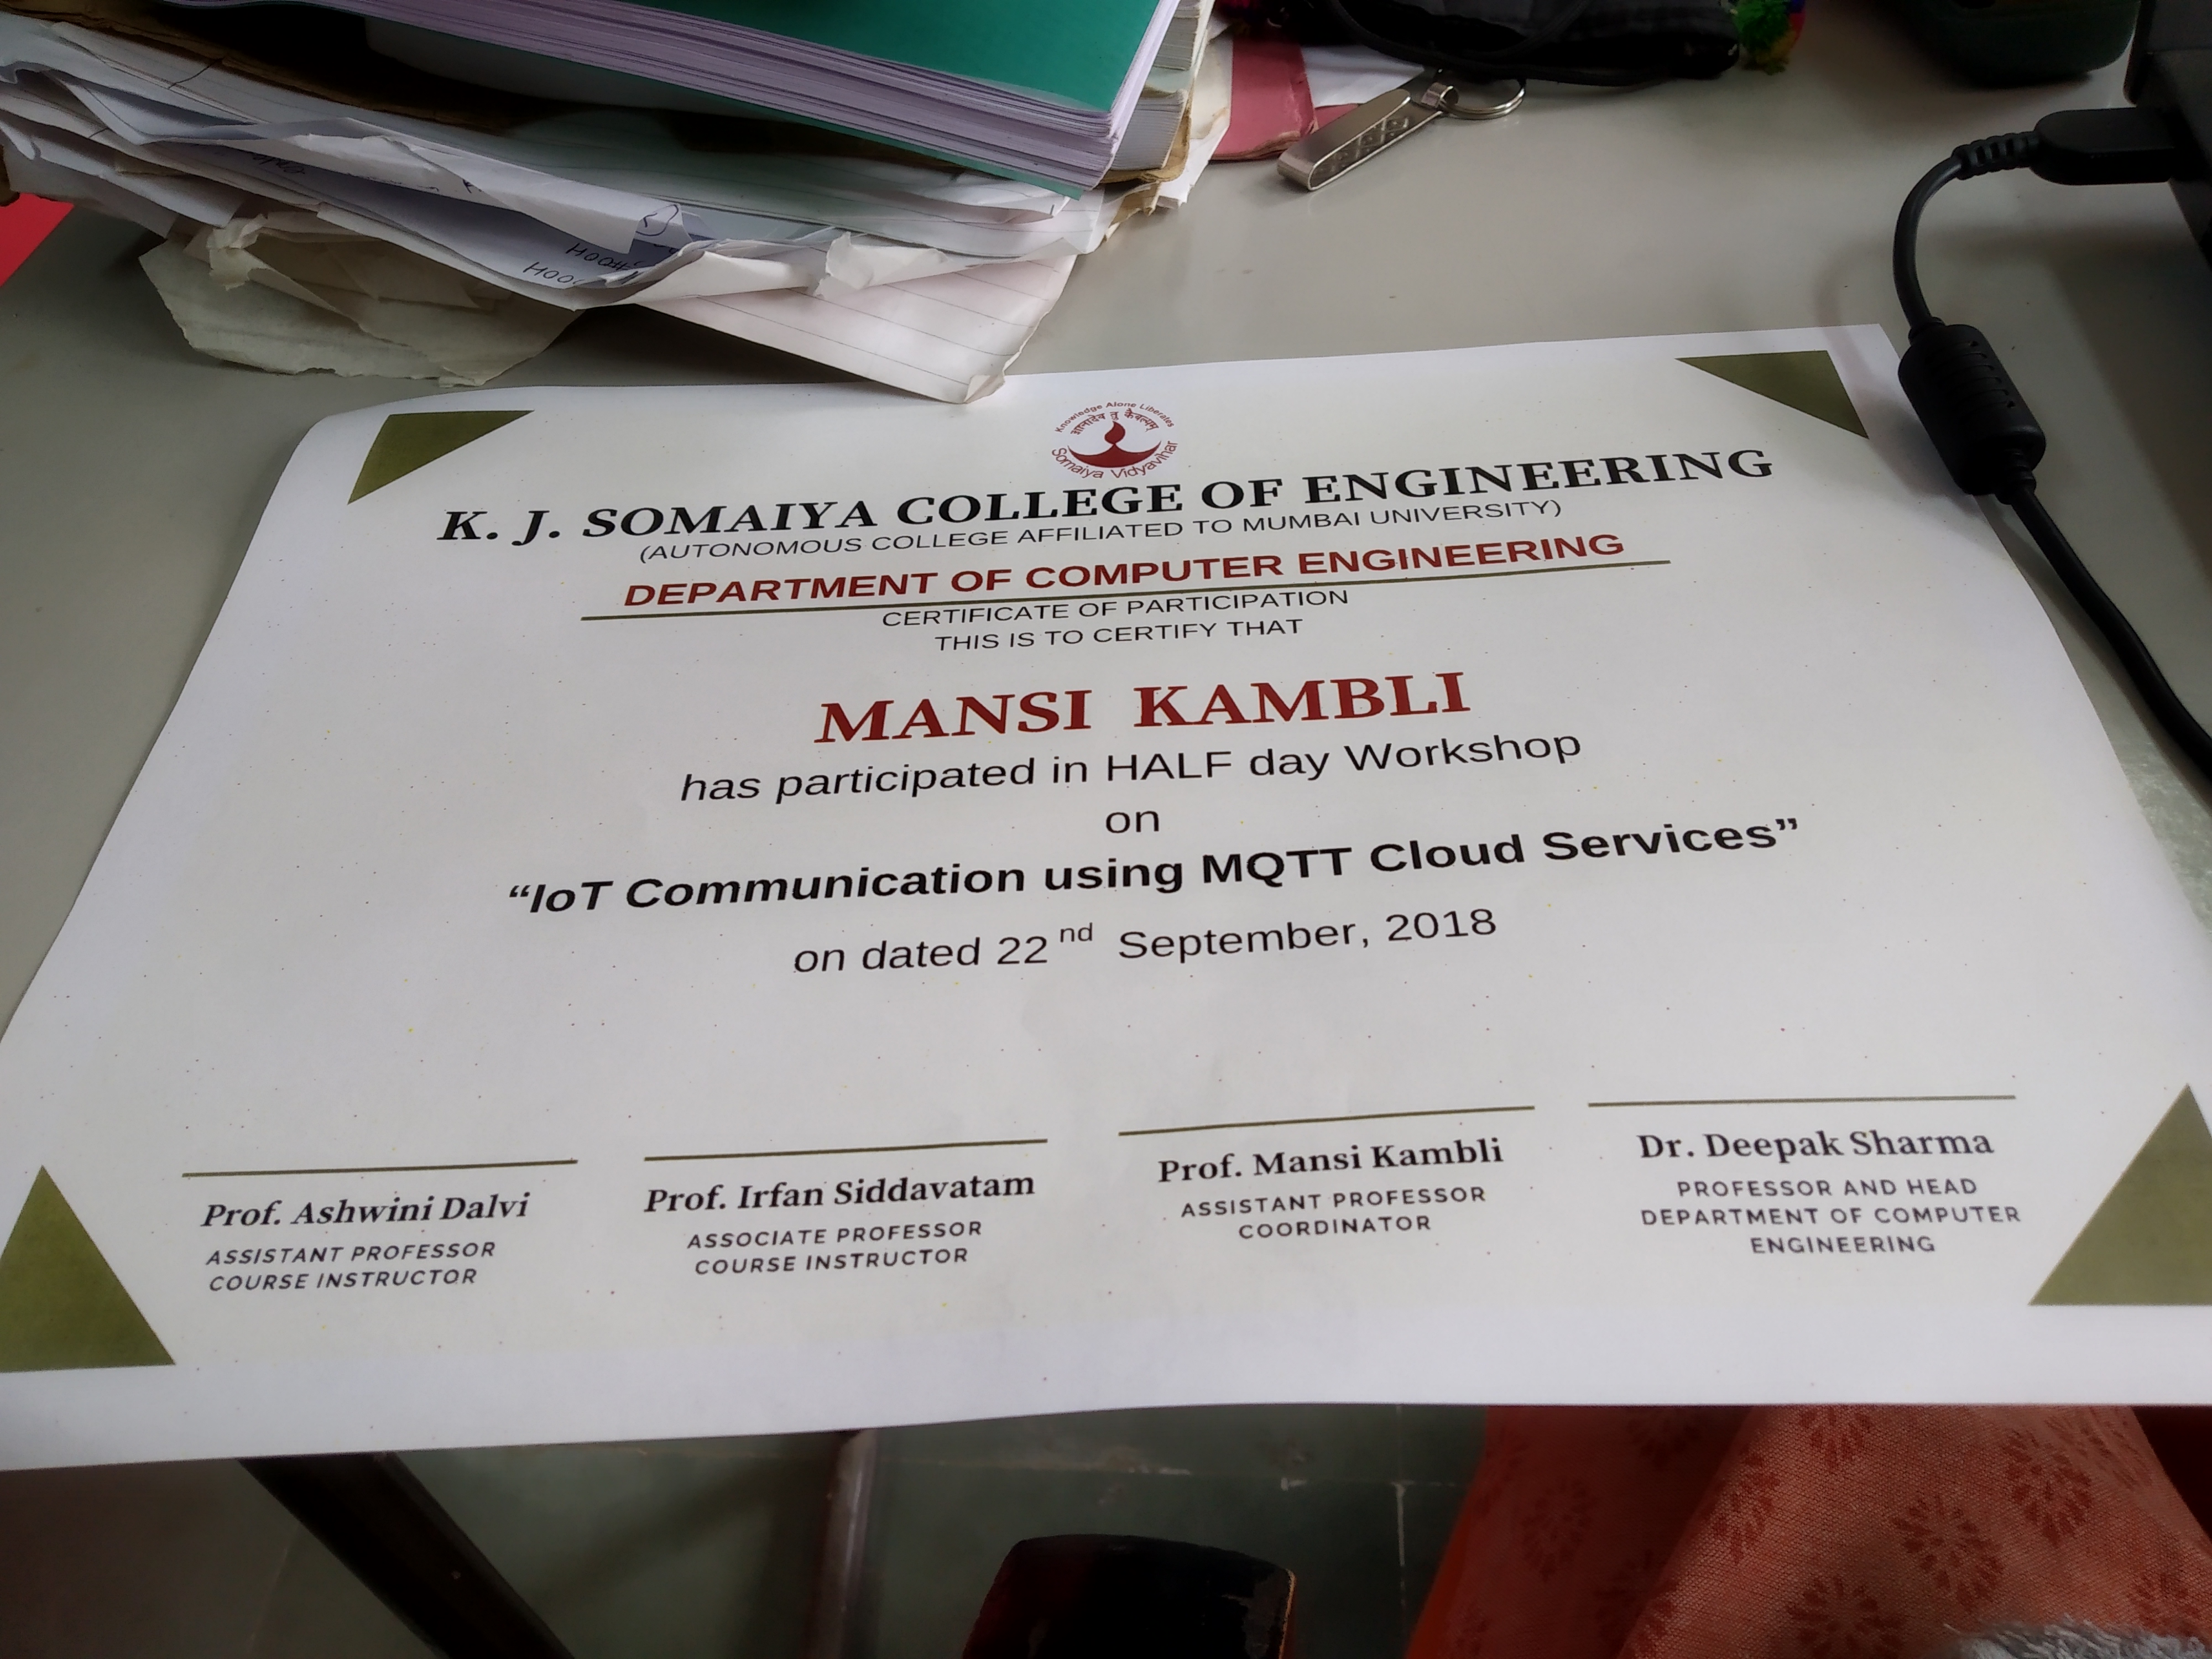 HOO
HOO
Knowledge Alone Liberates
ज्ञानादेव तु कैवल्यम्
Somaiya Vidyavihar
K. J. SOMAIYA COLLEGE OF ENGINEERING
(AUTONOMOUS COLLEGE AFFILIATED TO MUMBAI UNIVERSITY)
DEPARTMENT OF COMPUTER ENGINEERING
CERTIFICATE OF PARTICIPATION
THIS IS TO CERTIFY THAT
MANSI KAMBLI
has participated in HALF day Workshop
on
“IoT Communication using MQTT Cloud Services”
on dated 22 nd September, 2018
Prof. Ashwini Dalvi
ASSISTANT PROFESSOR
COURSE INSTRUCTOR
Prof. Irfan Siddavatam
ASSOCIATE PROFESSOR
COURSE INSTRUCTOR
Prof. Mansi Kambli
ASSISTANT PROFESSOR
COORDINATOR
Dr. Deepak Sharma
PROFESSOR AND HEAD
DEPARTMENT OF COMPUTER
ENGINEERING